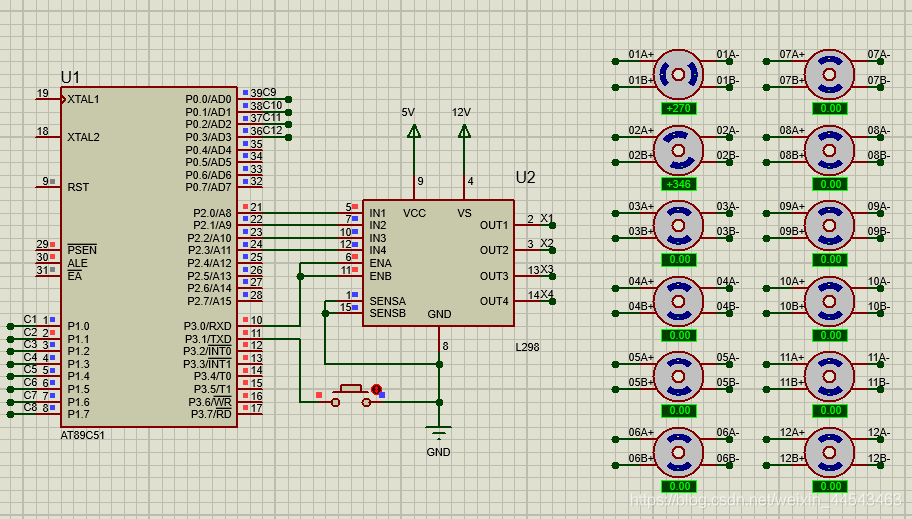 U1
19 XTAL1
18 XTAL2
9 RST
29 PSEN
30 ALE
31 EA
C1 1 P1.0
C2 2 P1.1
C3 3 P1.2
C4 4 P1.3
C5 5 P1.4
C6 6 P1.5
C7 7 P1.6
C8 8 P1.7
P0.0/AD0 39 C9
P0.1/AD1 38 C10
P0.2/AD2 37 C11
P0.3/AD3 36 C12
P0.4/AD4 35
P0.5/AD5 34
P0.6/AD6 33
P0.7/AD7 32
P2.0/A8 21
P2.1/A9 22
P2.2/A10 23
P2.3/A11 24
P2.4/A12 25
P2.5/A13 26
P2.6/A14 27
P2.7/A15 28
P3.0/RXD 10
P3.1/TXD 11
P3.2/INT0 12
P3.3/INT1 13
P3.4/T0 14
P3.5/T1 15
P3.6/WR 16
P3.7/RD 17
AT89C51
5V 12V
9 4
U2
VCC VS
5 IN1
7 IN2
10 IN3
12 IN4
6 ENA
11 ENB
1 SENSA
15 SENSB
OUT1 2 X1
OUT2 3 X2
OUT3 13 X3
OUT4 14 X4
GND
8
L298
GND
01A+ 01A-
01B+ 01B-
+270
02A+ 02A-
02B+ 02B-
+346
03A+ 03A-
03B+ 03B-
0.00
04A+ 04A-
04B+ 04B-
0.00
05A+ 05A-
05B+ 05B-
0.00
06A+ 06A-
06B+ 06B-
0.00
07A+ 07A-
07B+ 07B-
0.00
08A+ 08A-
08B+ 08B-
0.00
09A+ 09A-
09B+ 09B-
0.00
10A+ 10A-
10B+ 10B-
0.00
11A+ 11A-
11B+ 11B-
0.00
12A+ 12A-
12B+ 12B-
0.00
https://blog.csdn.net/weixin_44543463